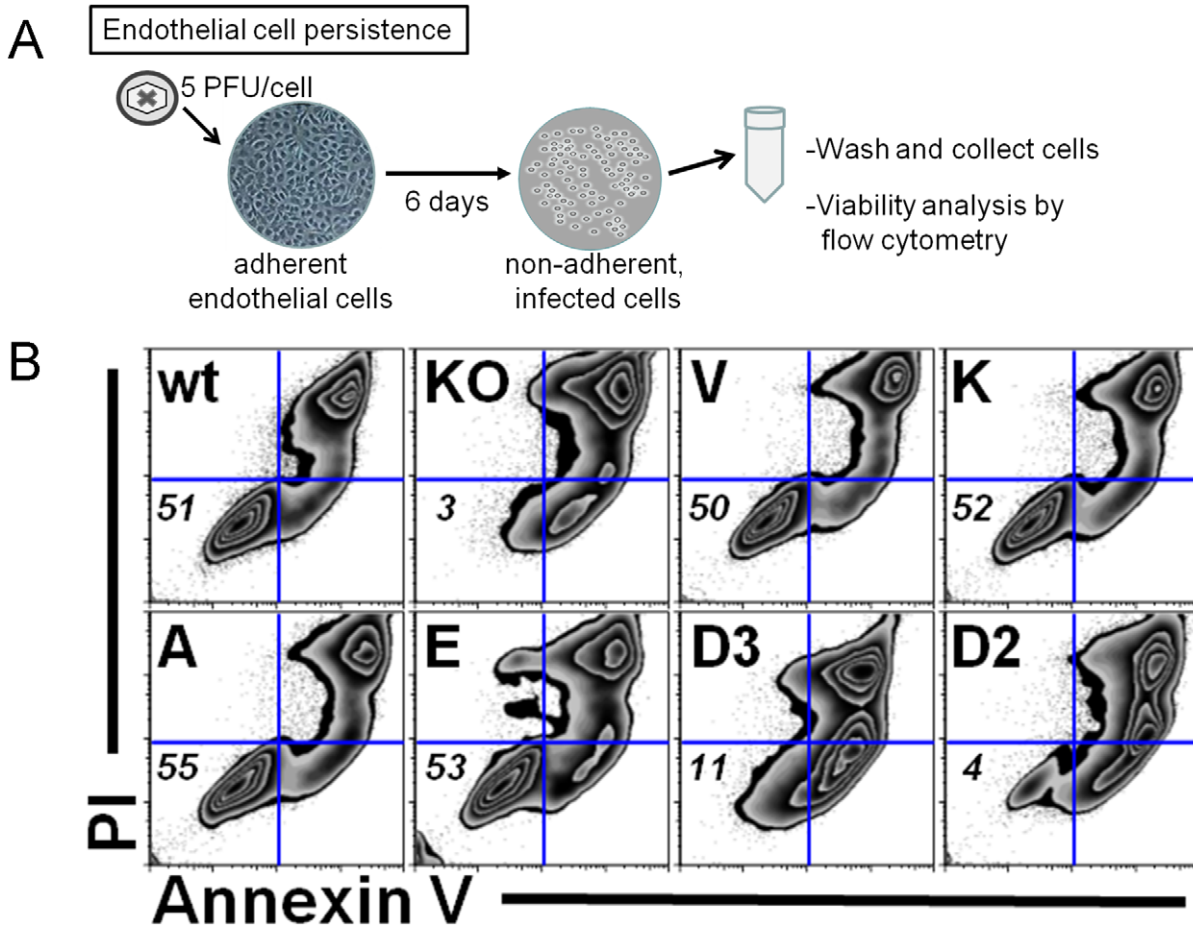 A
Endothelial cell persistence
5 PFU/cell
6 days
adherent
endothelial cells
non-adherent,
infected cells
-Wash and collect cells
-Viability analysis by
flow cytometry
B
wt
51
KO
3
V
50
K
52
A
55
E
53
D3
11
D2
4
PI
Annexin V